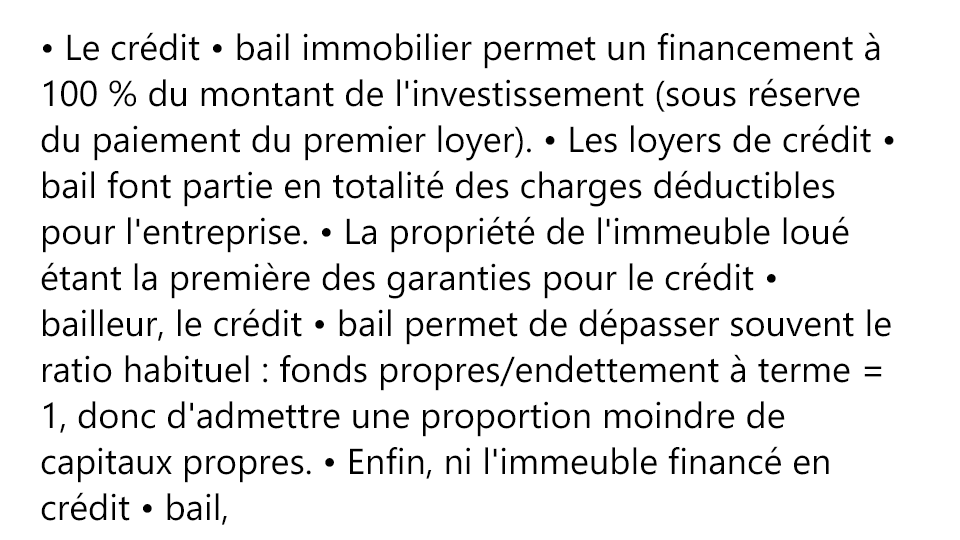 • Le crédit • bail immobilier permet un financement à
100 % du montant de l'investissement (sous réserve
du paiement du premier loyer). • Les loyers de crédit •
bail font partie en totalité des charges déductibles
pour l'entreprise. • La propriété de l'immeuble loué
étant la première des garanties pour le crédit •
bailleur, le crédit • bail permet de dépasser souvent le
ratio habituel : fonds propres/endettement à terme =
1, donc d'admettre une proportion moindre de
capitaux propres. • Enfin, ni l'immeuble financé en
crédit • bail,